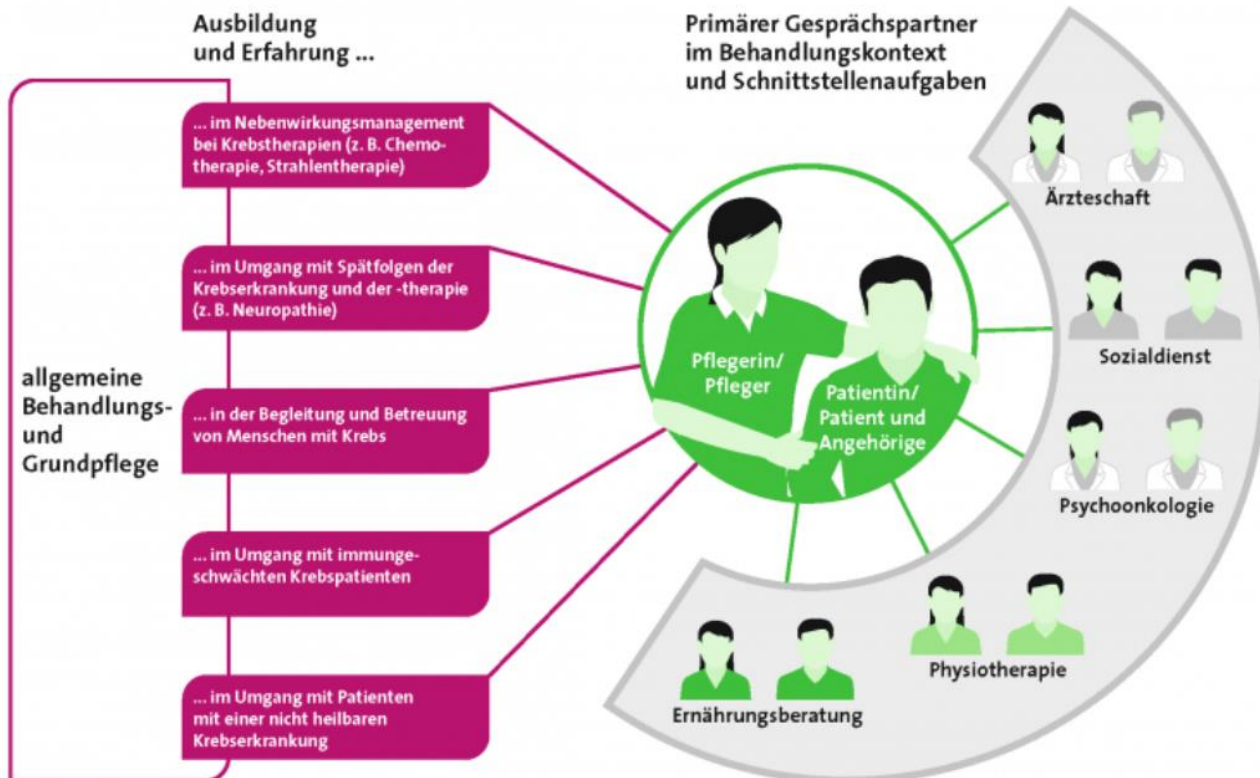 Ausbildung
und Erfahrung ...
Primärer Gesprächspartner
im Behandlungskontext
und Schnittstellenaufgaben
allgemeine
Behandlungs-
und
Grundpflege
... im Nebenwirkungsmanagement
bei Krebstherapien (z. B. Chemo-
therapie, Strahlentherapie)
... im Umgang mit Spätfolgen der
Krebserkrankung und der -therapie
(z. B. Neuropathie)
... in der Begleitung und Betreuung
von Menschen mit Krebs
... im Umgang mit immunge-
schwächten Krebspatienten
... im Umgang mit Patienten
mit einer nicht heilbaren
Krebserkrankung
Pflegerin/
Pfleger
Patientin/
Patient und
Angehörige
Ärzteschaft
Sozialdienst
Psychoonkologie
Physiotherapie
Ernährungsberatung